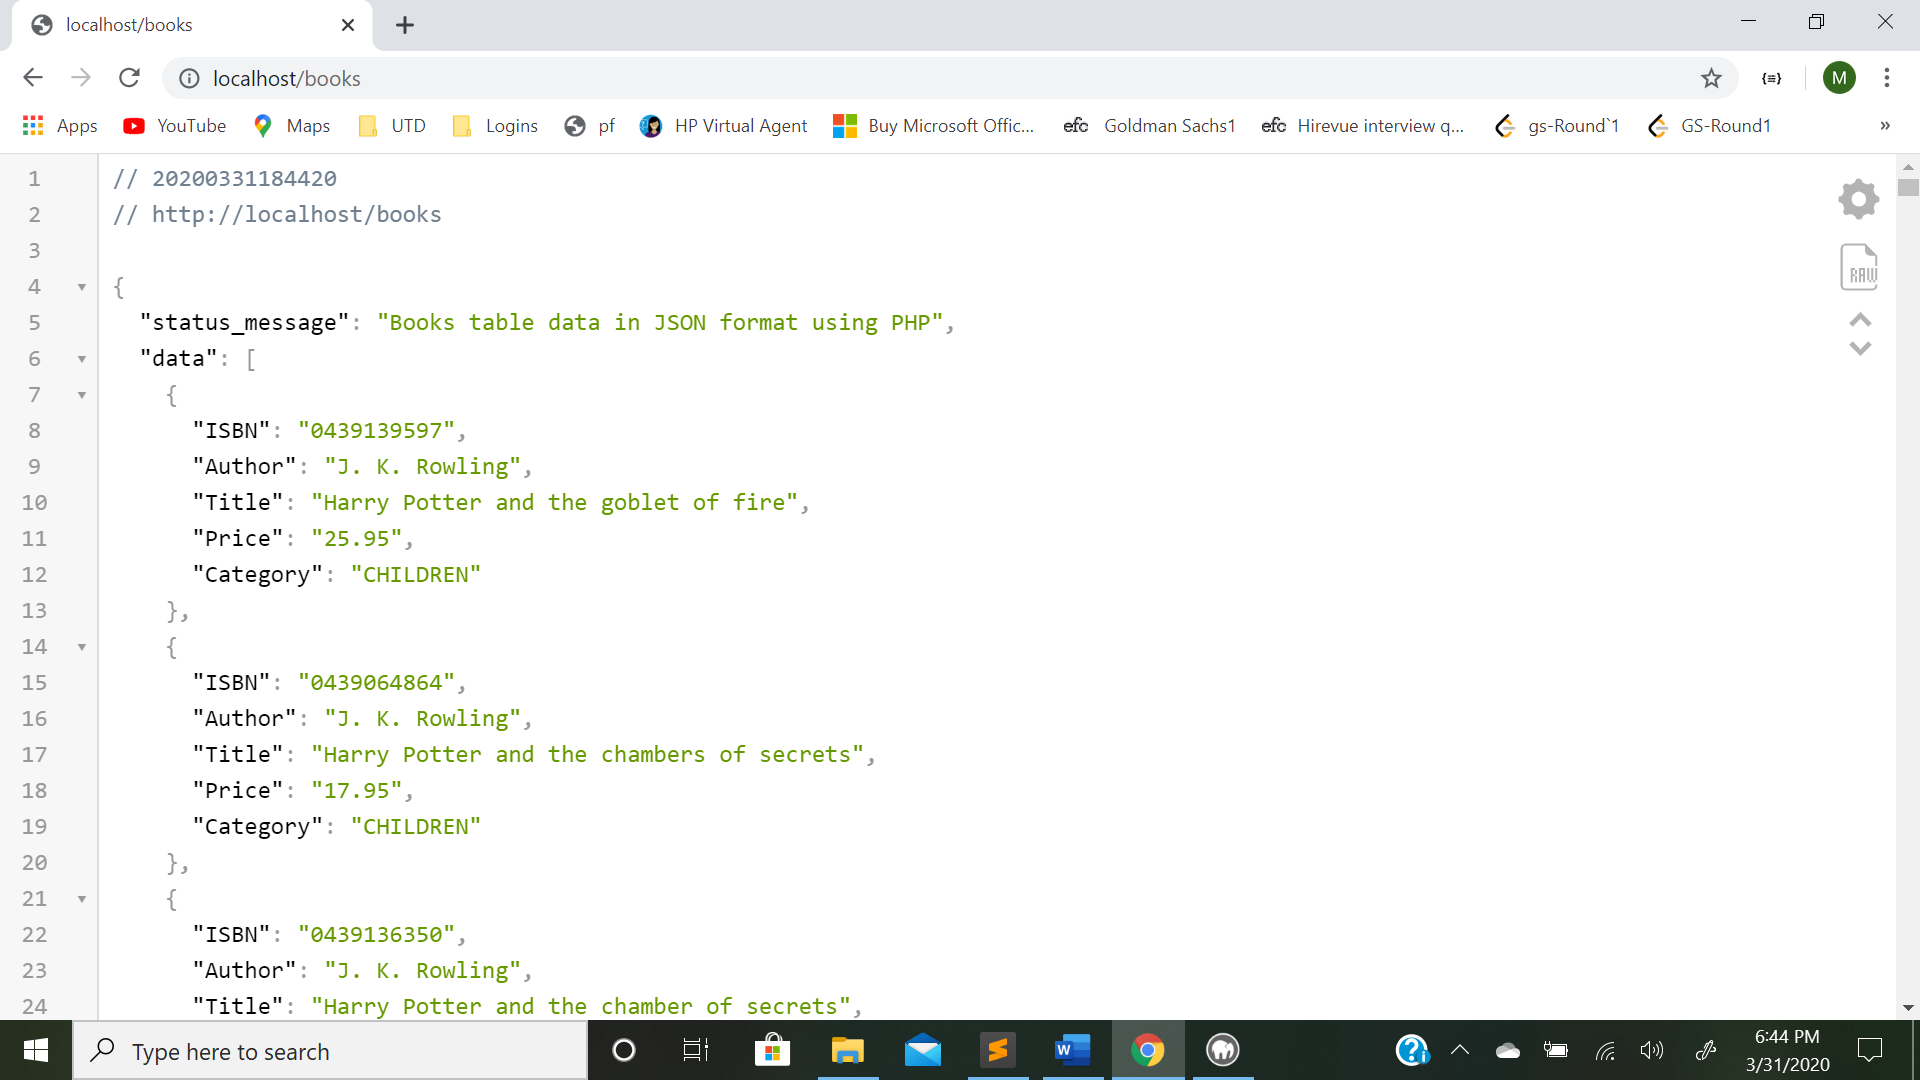 localhost/books
localhost/books
M
Apps YouTube Maps UTD Logins pf HP Virtual Agent Buy Microsoft Offic... efc Goldman Sachs1 efc Hirevue interview q... gs-Round`1 GS-Round1 »
1 // 20200331184420
2 // http://localhost/books
3
4 {
5 "status_message": "Books table data in JSON format using PHP",
6 "data": [
7 {
8 "ISBN": "0439139597",
9 "Author": "J. K. Rowling",
10 "Title": "Harry Potter and the goblet of fire",
11 "Price": "25.95",
12 "Category": "CHILDREN"
13 },
14 {
15 "ISBN": "0439064864",
16 "Author": "J. K. Rowling",
17 "Title": "Harry Potter and the chambers of secrets",
18 "Price": "17.95",
19 "Category": "CHILDREN"
20 },
21 {
22 "ISBN": "0439136350",
23 "Author": "J. K. Rowling",
24 "Title": "Harry Potter and the chamber of secrets",
RAW
Type here to search
6:44 PM
3/31/2020